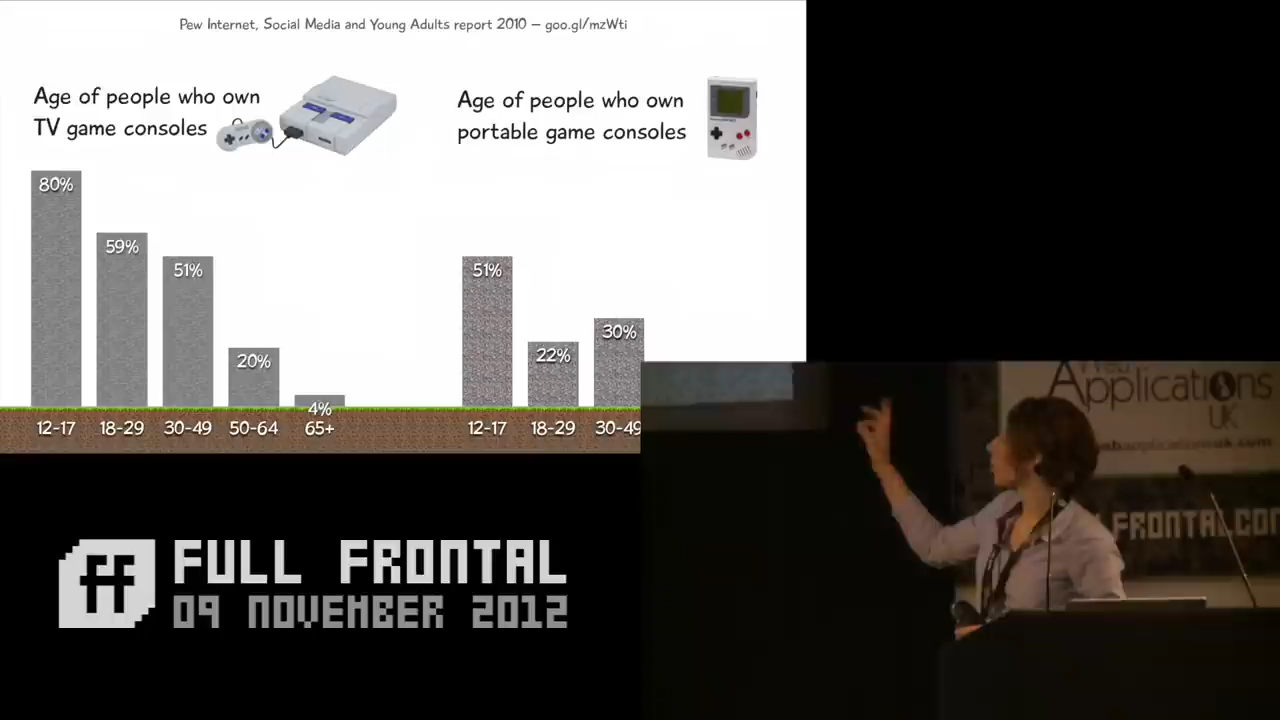 Pew Internet, Social Media and Young Adults report 2010 – goo.gl/mzWti
Age of people who own
TV game consoles
80%
59%
51%
20%
4%
12-17
18-29
30-49
50-64
65+
Age of people who own
portable game consoles
51%
22%
30%
12-17
18-29
30-49
ff
FULL FRONTAL
09 NOVEMBER 2012
Applications
UK
FRONTAL.CON